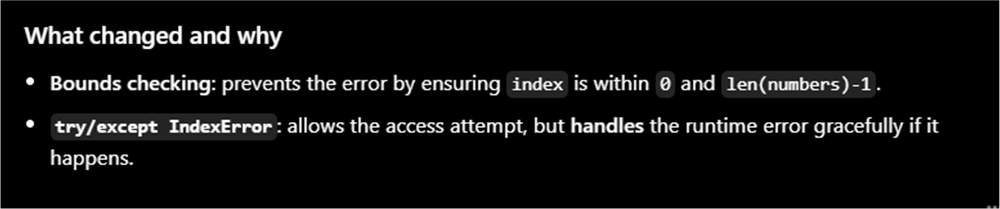 What changed and why
• Bounds checking: prevents the error by ensuring index is within 0 and len(numbers)-1.
• try/except IndexError: allows the access attempt, but handles the runtime error gracefully if it
happens.